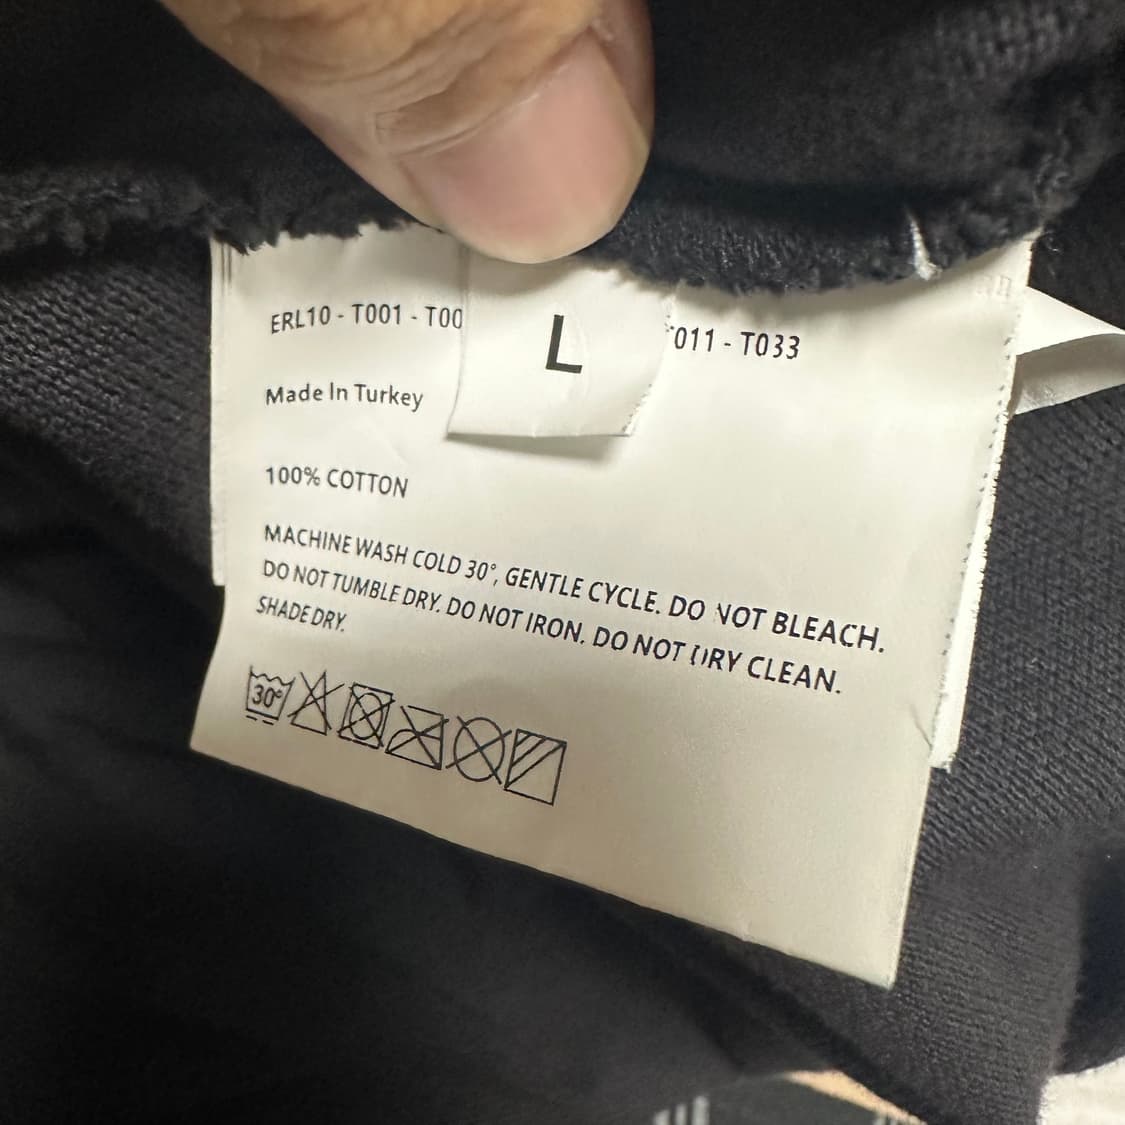 ERL10 - T001 - T00
L
011 - T033
Made In Turkey
100% COTTON
MACHINE WASH COLD 30°, GENTLE CYCLE. DO NOT BLEACH.
DO NOT TUMBLE DRY. DO NOT IRON. DO NOT DRY CLEAN.
SHADE DRY.
30°